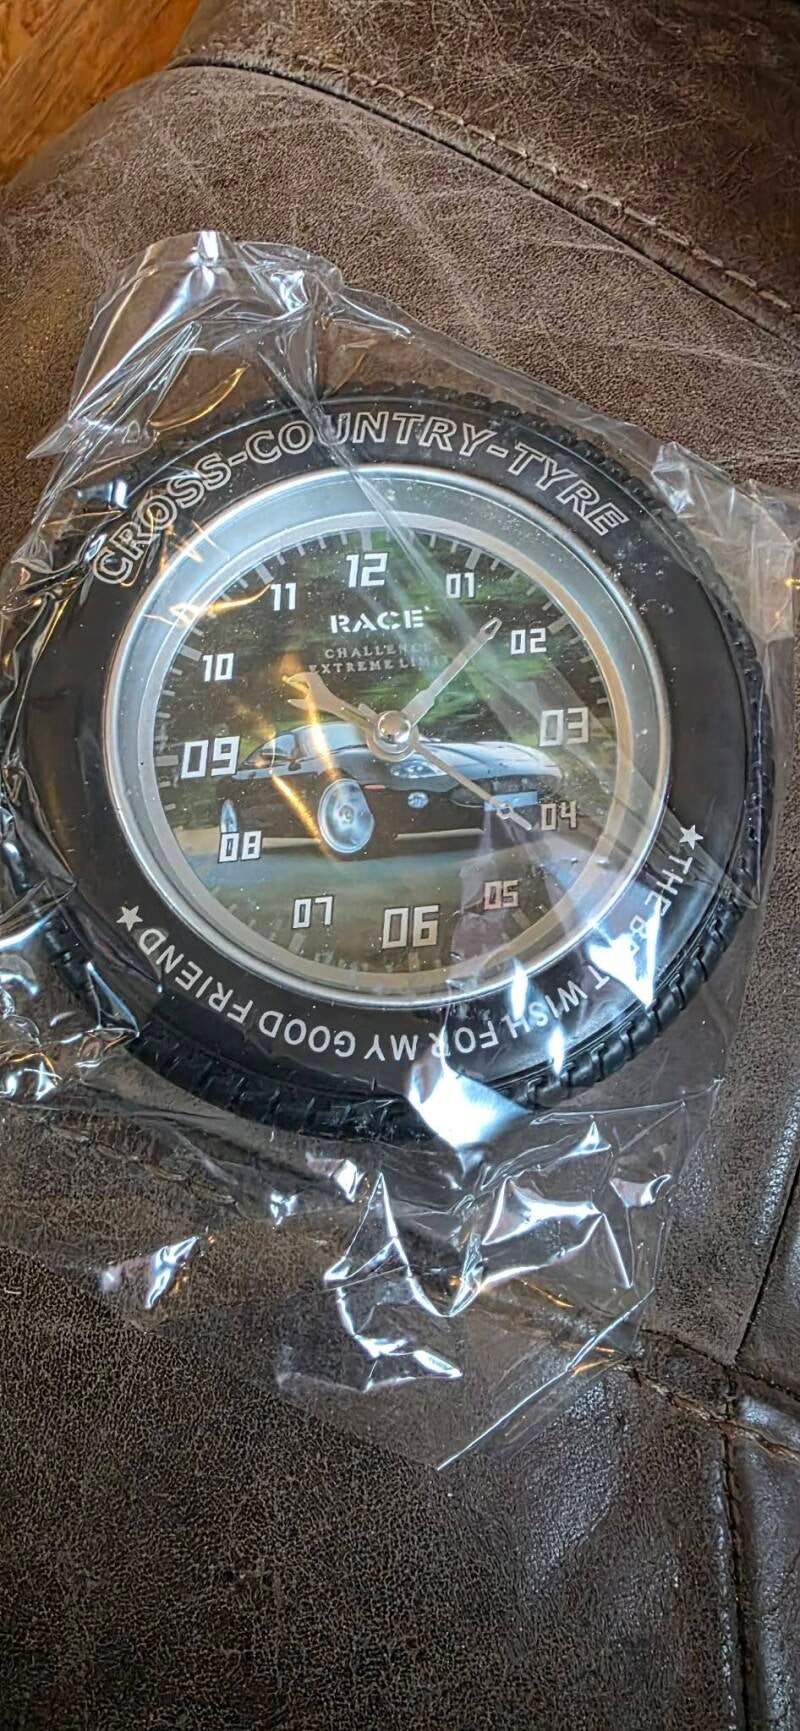 CROSS-COUNTRY-TYRE
12
01
02
03
04
05
06
07
08
09
10
11
RACE
CHALLENGE
EXTREME LIMIT
★ THE BEST WISH FOR MY GOOD FRIEND ★